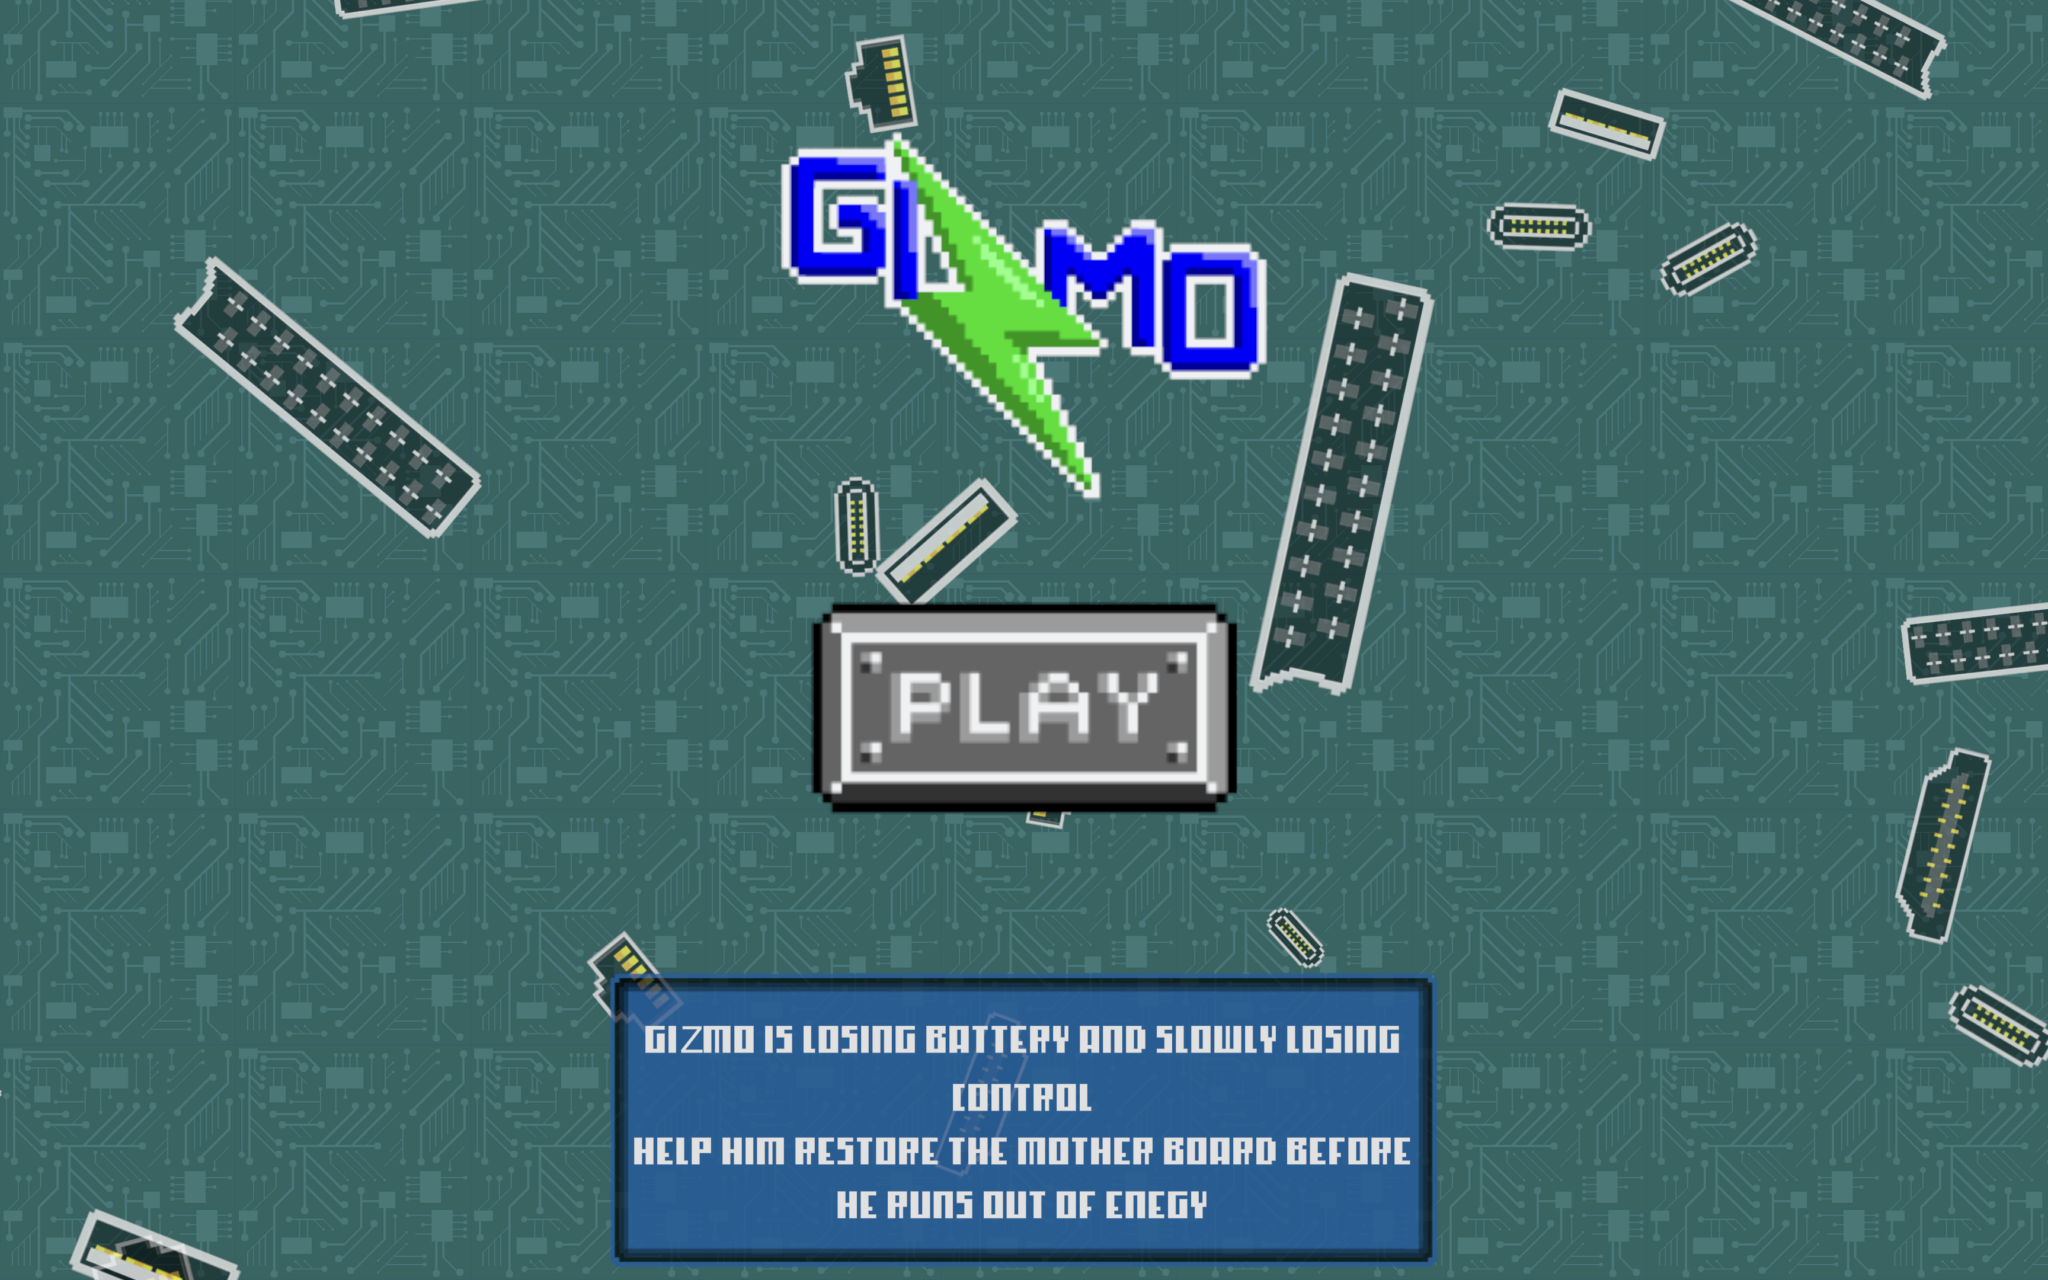 GIZMO
PLAY
GIZMO IS LOSING BATTERY AND SLOWLY LOSING
CONTROL
HELP HIM RESTORE THE MOTHER BOARD BEFORE
HE RUNS OUT OF ENEGY